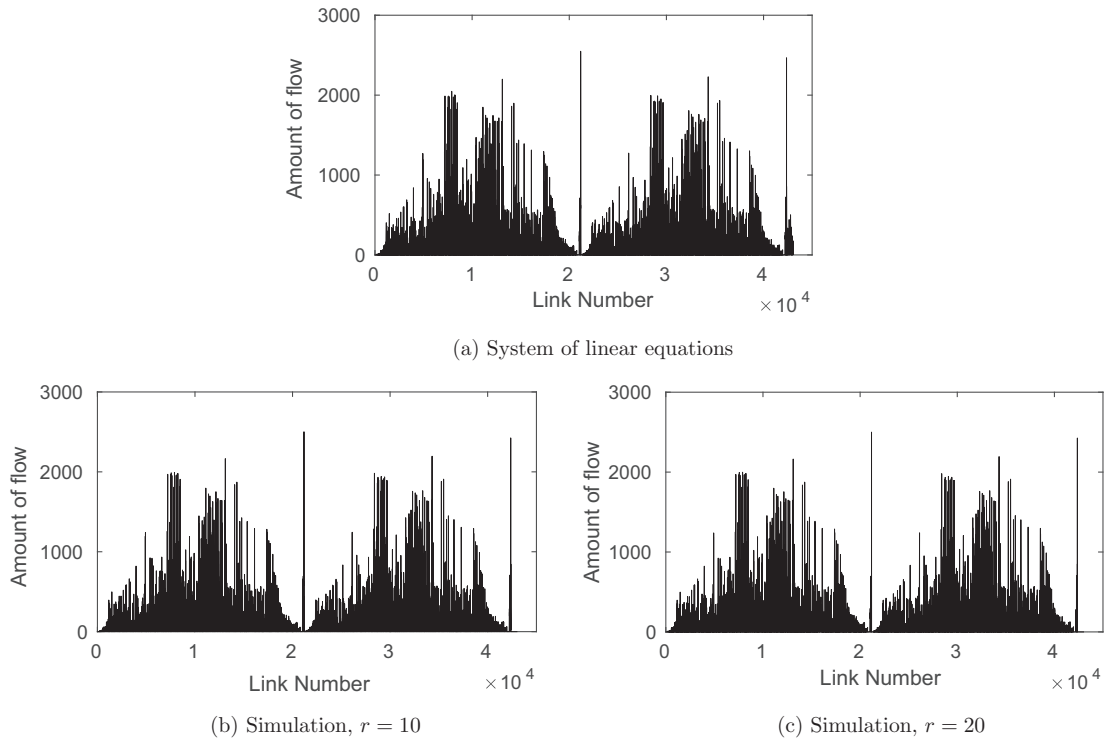 3000
2000
1000
0
Amount of flow
0 1 2 3 4
Link Number
×10^4
(a) System of linear equations
3000
2000
1000
0
Amount of flow
0 1 2 3 4
Link Number
×10^4
(b) Simulation, r = 10
3000
2000
1000
0
Amount of flow
0 1 2 3 4
Link Number
×10^4
(c) Simulation, r = 20